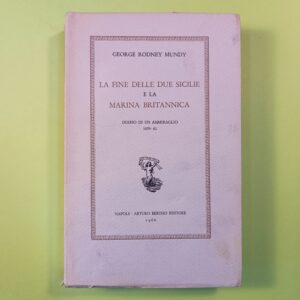 GEORGE RODNEY MUNDY
LA FINE DELLE DUE SICILIE
E LA
MARINA BRITANNICA
DIARIO DI UN AMMIRAGLIO
NAPOLI · ARTURO BERISIO EDITORE
1966